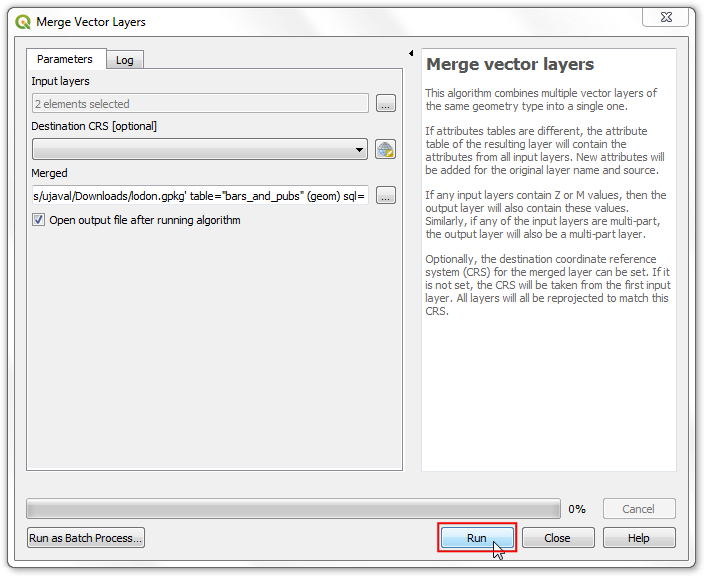 Merge Vector Layers
Parameters
Log
Input layers
2 elements selected
...
Destination CRS [optional]
Merged
s/ujaval/Downloads/lodon.gpkg' table="bars_and_pubs" (geom) sql=
...
Open output file after running algorithm
Merge vector layers
This algorithm combines multiple vector layers of
the same geometry type into a single one.
If attributes tables are different, the attribute
table of the resulting layer will contain the
attributes from all input layers. New attributes will
be added for the original layer name and source.
If any input layers contain Z or M values, then the
output layer will also contain these values.
Similarly, if any of the input layers are multi-part,
the output layer will also be a multi-part layer.
Optionally, the destination coordinate reference
system (CRS) for the merged layer can be set. If it
is not set, the CRS will be taken from the first input
layer. All layers will all be reprojected to match this
CRS.
0%
Cancel
Run as Batch Process...
Run
Close
Help